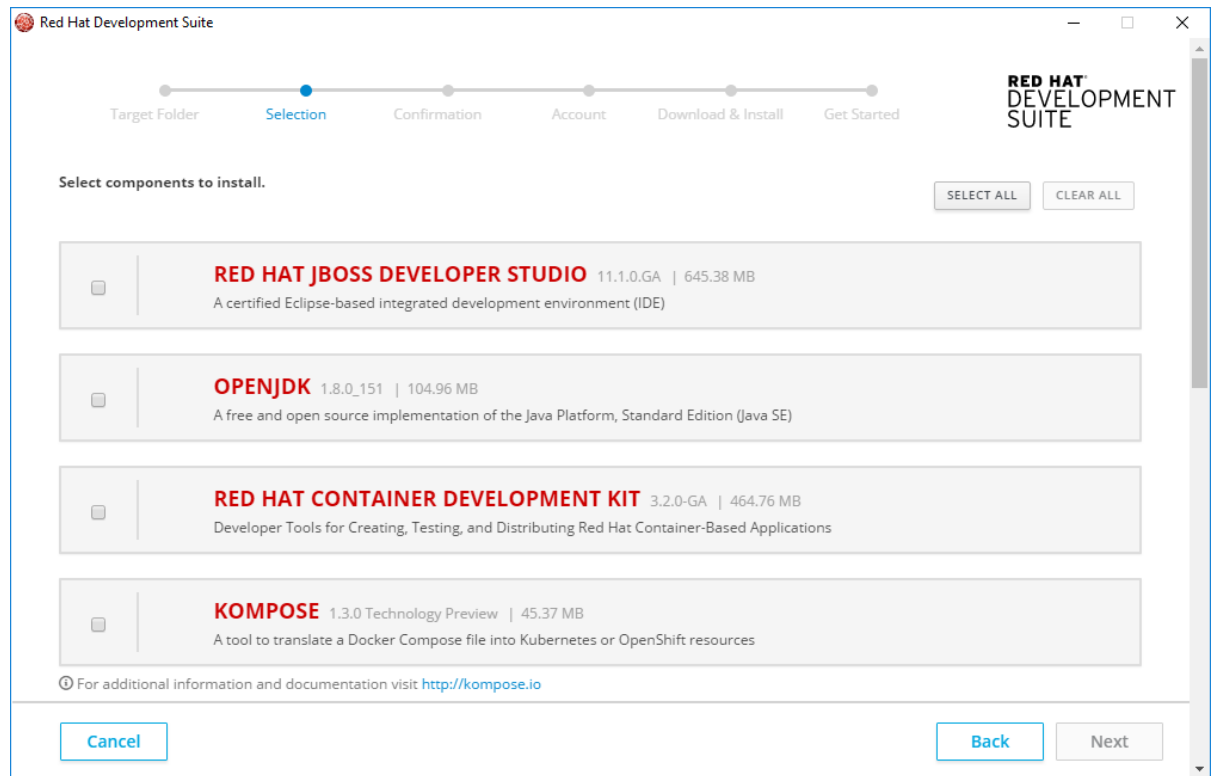 Red Hat Development Suite
RED HAT
DEVELOPMENT
SUITE
Target Folder
Selection
Confirmation
Account
Download & Install
Get Started
Select components to install.
SELECT ALL
CLEAR ALL
RED HAT JBOSS DEVELOPER STUDIO 11.1.0.GA | 645.38 MB
A certified Eclipse-based integrated development environment (IDE)
OPENJDK 1.8.0_151 | 104.96 MB
A free and open source implementation of the Java Platform, Standard Edition (Java SE)
RED HAT CONTAINER DEVELOPMENT KIT 3.2.0-GA | 464.76 MB
Developer Tools for Creating, Testing, and Distributing Red Hat Container-Based Applications
KOMPOSE 1.3.0 Technology Preview | 45.37 MB
A tool to translate a Docker Compose file into Kubernetes or OpenShift resources
For additional information and documentation visit http://kompose.io
Cancel
Back
Next